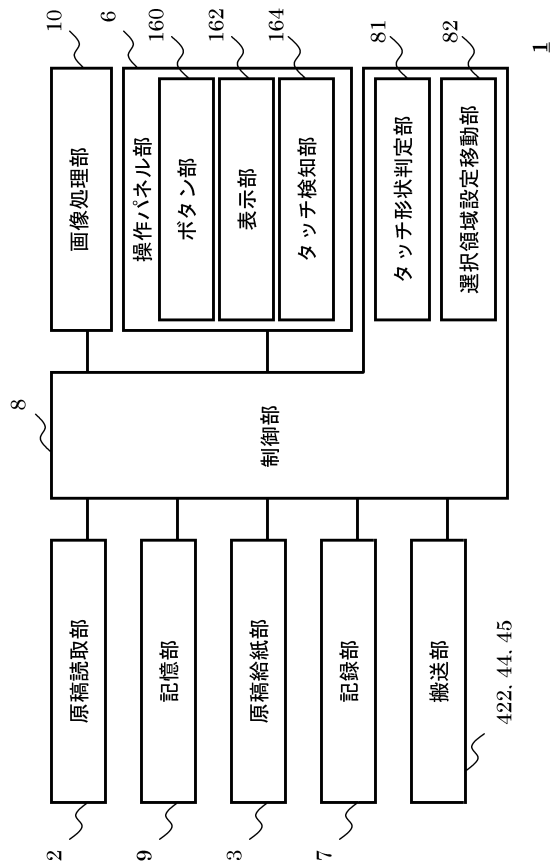 2
原稿読取部
9
記憶部
3
原稿給紙部
7
記録部
422, 44, 45
搬送部
8
制御部
10
画像処理部
6
操作パネル部
160
ボタン部
162
表示部
164
タッチ検知部
81
タッチ形状判定部
82
選択領域設定移動部
1